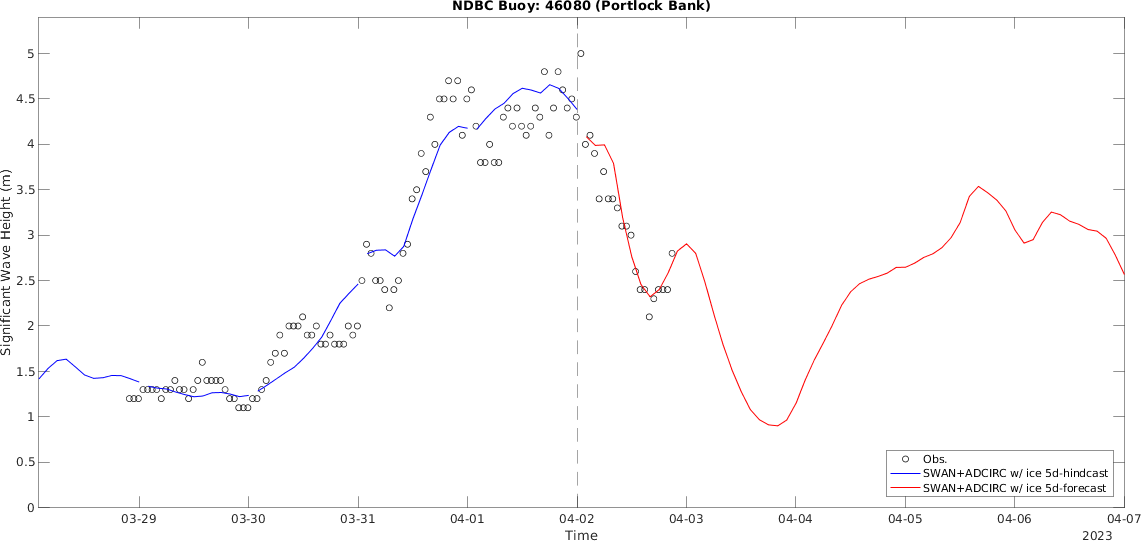 NDBC Buoy: 46080 (Portlock Bank)
Significant Wave Height (m)
5
4.5
4
3.5
3
2.5
2
1.5
1
0.5
0
Obs.
SWAN+ADCIRC w/ ice 5d-hindcast
SWAN+ADCIRC w/ ice 5d-forecast
03-29 03-30 03-31 04-01 04-02 04-03 04-04 04-05 04-06 04-07
Time
2023